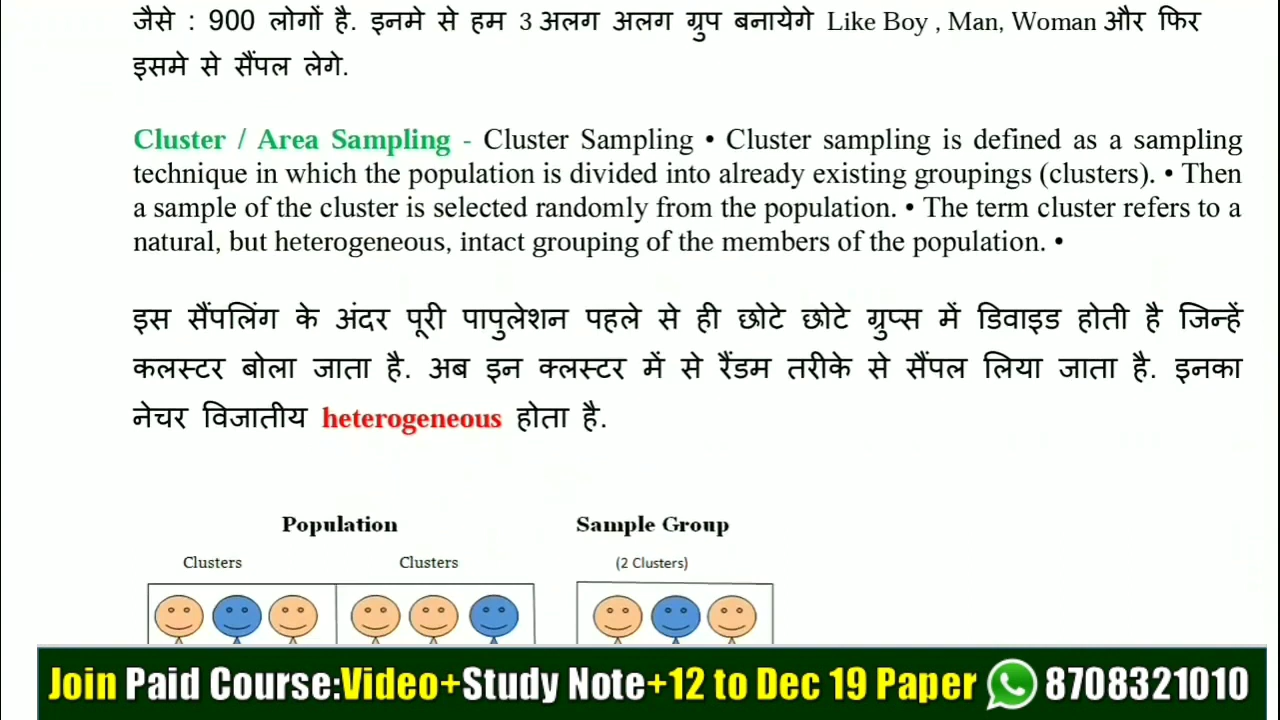 जैसे : 900 लोगों है. इनमे से हम 3 अलग अलग ग्रुप बनायेगे Like Boy , Man, Woman और फिर
इसमे से सैंपल लेगे.
Cluster / Area Sampling - Cluster Sampling • Cluster sampling is defined as a sampling
technique in which the population is divided into already existing groupings (clusters). • Then
a sample of the cluster is selected randomly from the population. • The term cluster refers to a
natural, but heterogeneous, intact grouping of the members of the population. •
इस सैंपलिंग के अंदर पूरी पापुलेशन पहले से ही छोटे छोटे ग्रुप्स में डिवाइड होती है जिन्हें
कलस्टर बोला जाता है. अब इन क्लस्टर में से रैंडम तरीके से सैंपल लिया जाता है. इनका
नेचर विजातीय heterogeneous होता है.
Population Sample Group
Clusters Clusters (2 Clusters)
Join Paid Course:Video+Study Note+12 to Dec 19 Paper 8708321010